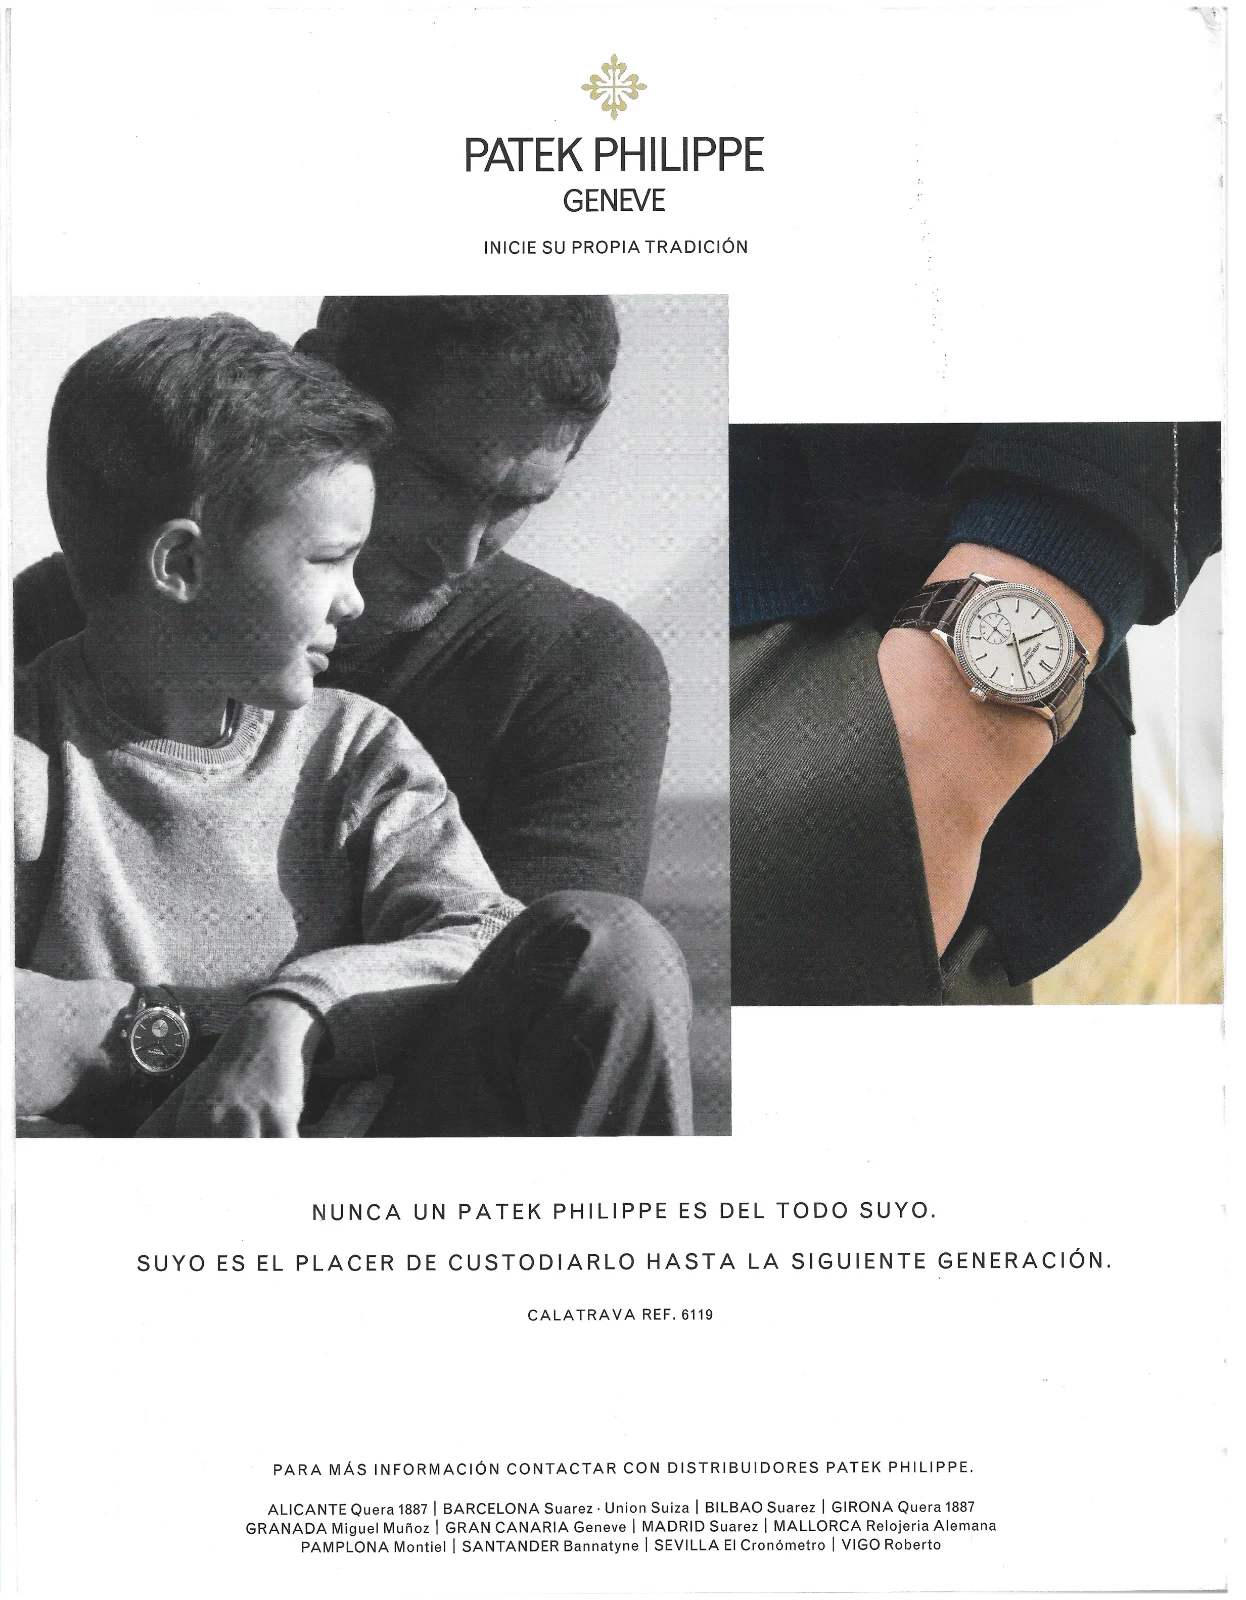 PATEK PHILIPPE
GENEVE
INICIE SU PROPIA TRADICIÓN
NUNCA UN PATEK PHILIPPE ES DEL TODO SUYO.
SUYO ES EL PLACER DE CUSTODIARLO HASTA LA SIGUIENTE GENERACIÓN.
CALATRAVA REF. 6119
PARA MÁS INFORMACIÓN CONTACTAR CON DISTRIBUIDORES PATEK PHILIPPE.
ALICANTE Quera 1887 | BARCELONA Suarez · Union Suiza | BILBAO Suarez | GIRONA Quera 1887
GRANADA Miguel Muñoz | GRAN CANARIA Geneve | MADRID Suarez | MALLORCA Relojeria Alemana
PAMPLONA Montiel | SANTANDER Bannatyne | SEVILLA El Cronómetro | VIGO Roberto